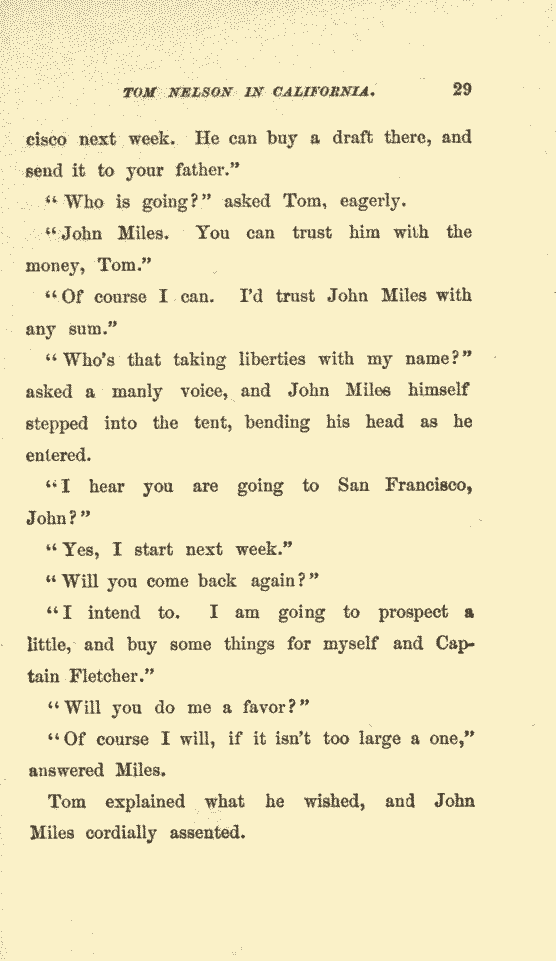 TOM NELSON IN CALIFORNIA. 29
cisco next week. He can buy a draft there, and
send it to your father.”
“Who is going?” asked Tom, eagerly.
“John Miles. You can trust him with the
money, Tom.”
“Of course I can. I’d trust John Miles with
any sum.”
“Who’s that taking liberties with my name?”
asked a manly voice, and John Miles himself
stepped into the tent, bending his head as he
entered.
“I hear you are going to San Francisco,
John?”
“Yes, I start next week.”
“Will you come back again?”
“I intend to. I am going to prospect a
little, and buy some things for myself and Cap-
tain Fletcher.”
“Will you do me a favor?”
“Of course I will, if it isn’t too large a one,”
answered Miles.
Tom explained what he wished, and John
Miles cordially assented.